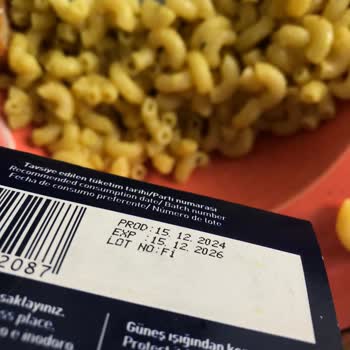 Tavsiye edilen tüketim tarihi/Parti numarası
Recommended consumption date/ Batch number
Fecha de consumo preferente/ Número de lote
PROD:15.12.2024
EXP :15.12.2026
LOT NO:F1
2087
saklayınız.
place.
o e inodoro
Güneş ışığından
Protect